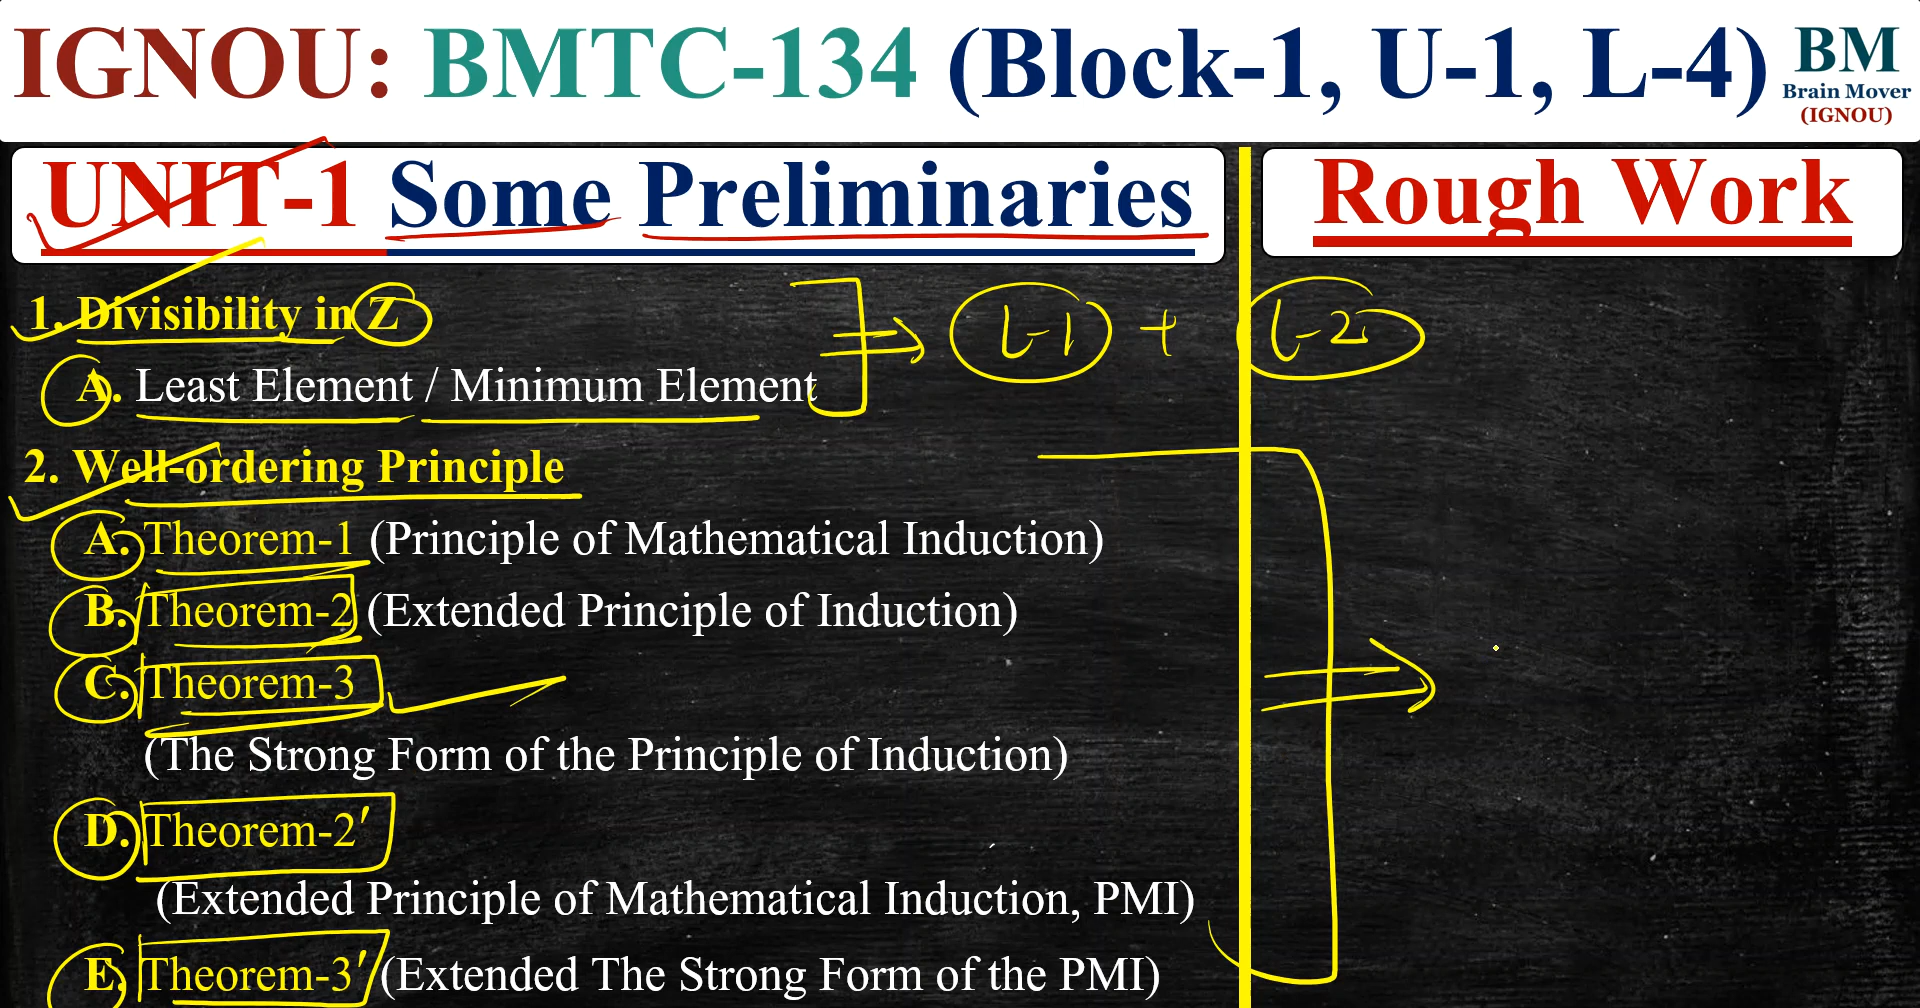 IGNOU: BMTC-134 (Block-1, U-1, L-4)
BM
Brain Mover
(IGNOU)
UNIT-1 Some Preliminaries
Rough Work
1. Divisibility in Z
L-1 + L-2
A. Least Element / Minimum Element
2. Well-ordering Principle
A. Theorem-1 (Principle of Mathematical Induction)
B. Theorem-2 (Extended Principle of Induction)
C. Theorem-3
(The Strong Form of the Principle of Induction)
D. Theorem-2′
(Extended Principle of Mathematical Induction, PMI)
E. Theorem-3′ (Extended The Strong Form of the PMI)